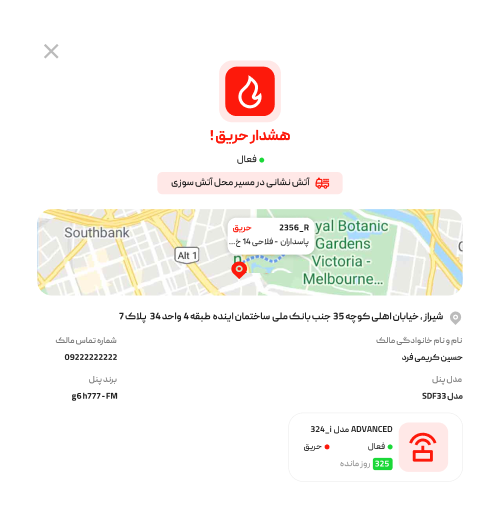 هشدار حریق!
فعال
آتش نشانی در مسیر محل آتش سوزی
Southbank
Alt 1
yal Botanic
Gardens
Victoria -
Melbourne...
2356_R حریق
پاسداران - فلاحی 14 خ...
شیراز ، خیابان اهلی کوچه 35 جنب بانک ملی ساختمان اینده طبقه 4 واحد 34 پلاک 7
نام و نام خانوادگی مالک
شماره تماس مالک
حسین کریمی فرد
09222222222
مدل پنل
برند پنل
مدل SDF33
g6h777-FM
ADVANCED مدل 324_i
فعال
حریق
325 روز مانده